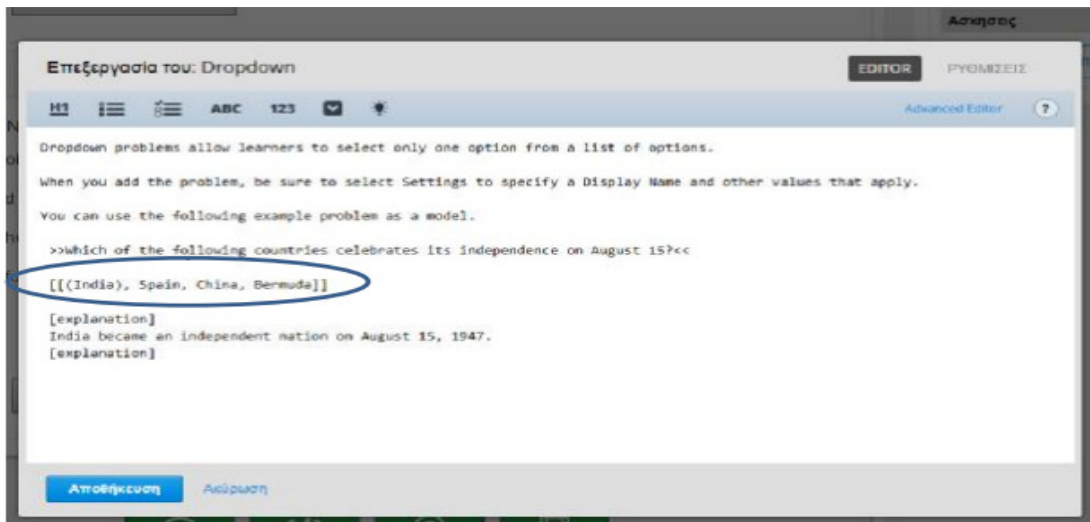 Ασκησεις
Επεξεργασία του: Dropdown
EDITOR ΡΥΘΜΙΣΕΙΣ
H1 ABC 123 Advanced Editor ?
Dropdown problems allow learners to select only one option from a list of options.
When you add the problem, be sure to select Settings to specify a Display Name and other values that apply.
You can use the following example problem as a model.
>>Which of the following countries celebrates its independence on August 15?<<
[[(India), Spain, China, Bermuda]]
[explanation]
India became an independent nation on August 15, 1947.
[explanation]
Αποθήκευση Ακύρωση